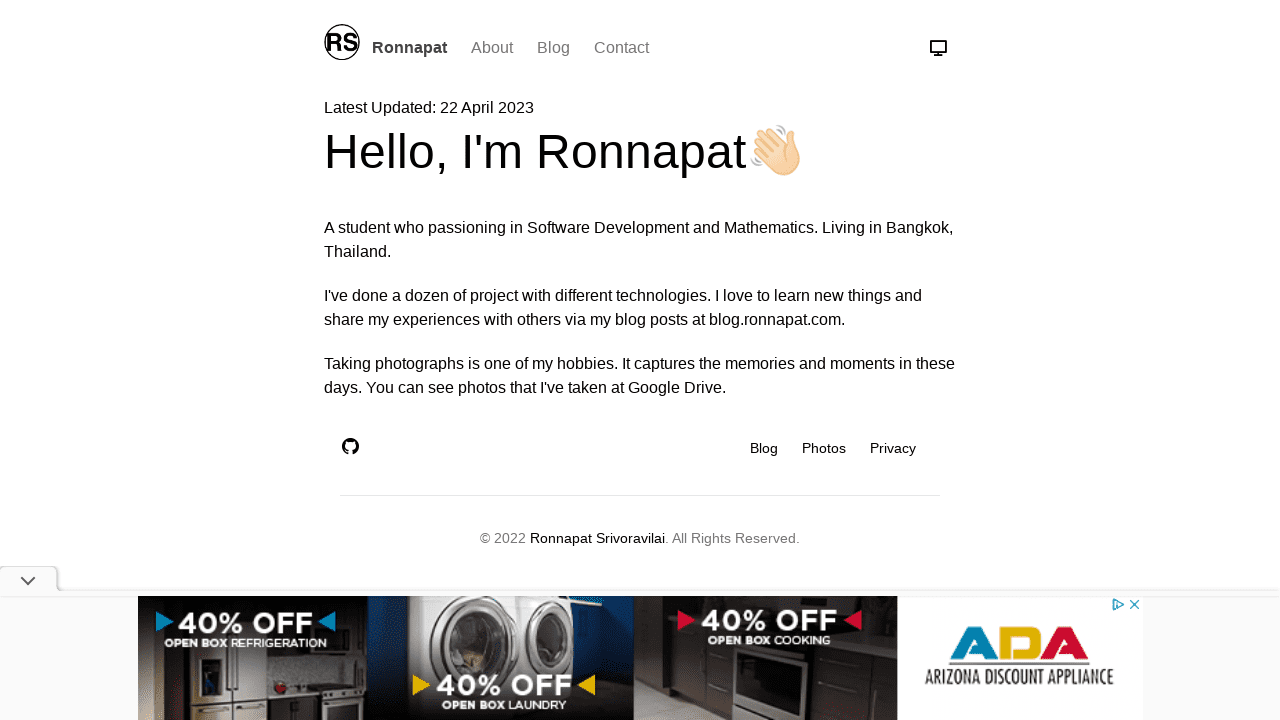 RS
Ronnapat About Blog Contact
Latest Updated: 22 April 2023
Hello, I'm Ronnapat
A student who passioning in Software Development and Mathematics. Living in Bangkok,
Thailand.
I've done a dozen of project with different technologies. I love to learn new things and
share my experiences with others via my blog posts at blog.ronnapat.com.
Taking photographs is one of my hobbies. It captures the memories and moments in these
days. You can see photos that I've taken at Google Drive.
Blog Photos Privacy
© 2022 Ronnapat Srivoravilai. All Rights Reserved.
40% OFF
OPEN BOX REFRIGERATION
40% OFF
OPEN BOX LAUNDRY
40% OFF
OPEN BOX COOKING
ADA
ARIZONA DISCOUNT APPLIANCE